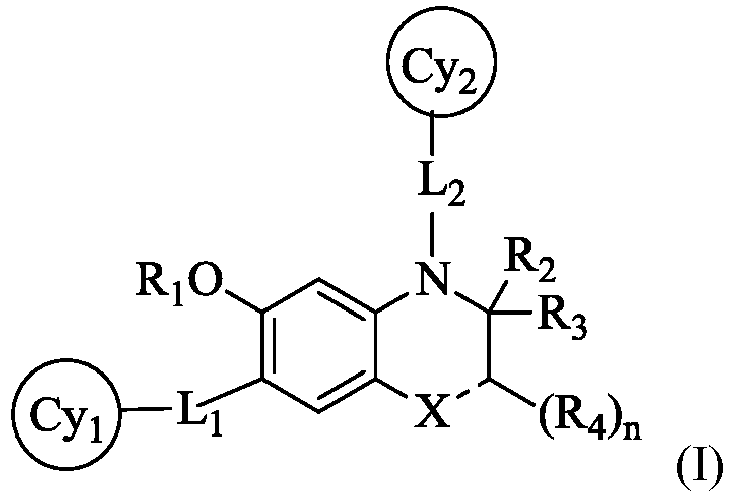 Cy₂
L₂
N
R₂
R₁O
R₃
Cy₁
L₁
X
(R₄)ₙ
(I)